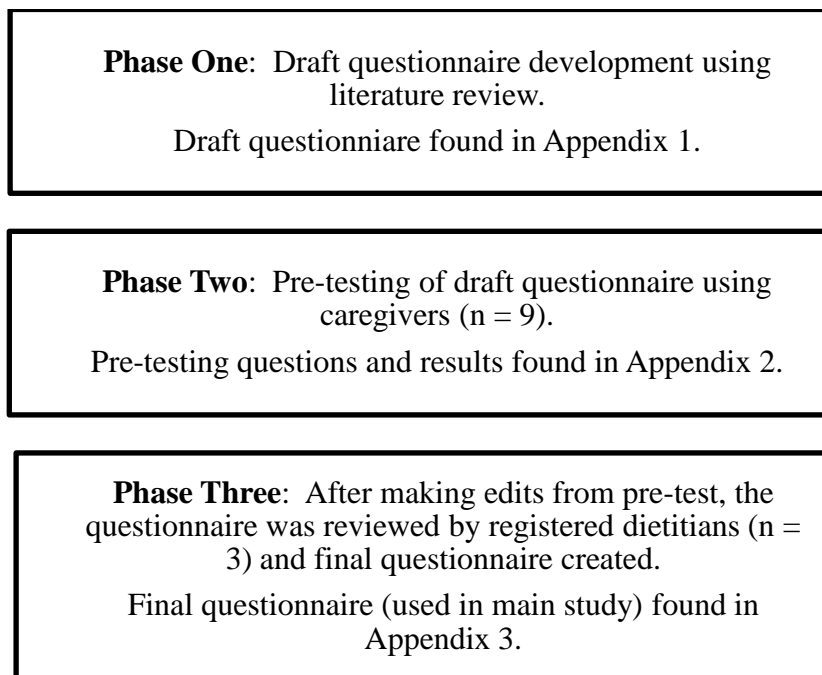 Phase One:  Draft questionnaire development using
literature review.
Draft questionniare found in Appendix 1.
Phase Two:  Pre-testing of draft questionnaire using
caregivers (n = 9).
Pre-testing questions and results found in Appendix 2.
Phase Three:  After making edits from pre-test, the
questionnaire was reviewed by registered dietitians (n =
3) and final questionnaire created.
Final questionnaire (used in main study) found in
Appendix 3.